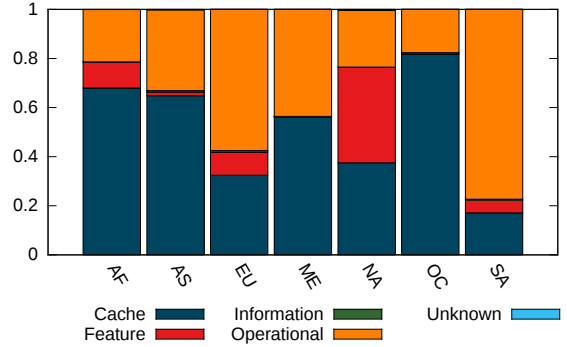 1
0.8
0.6
0.4
0.2
0
AF AS EU ME NA OC SA
Cache Information Unknown
Feature Operational